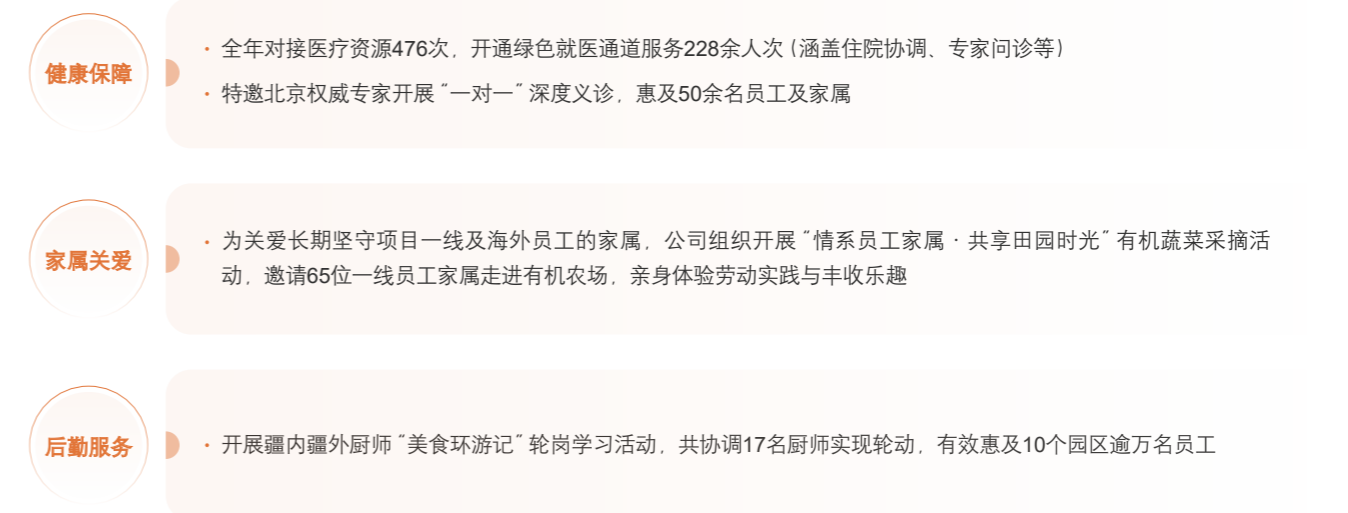 健康保障
· 全年对接医疗资源476次，开通绿色就医通道服务228余人次（涵盖住院协调、专家问诊等）
· 特邀北京权威专家开展“一对一”深度义诊，惠及50余名员工及家属
家属关爱
· 为关爱长期坚守项目一线及海外员工的家属，公司组织开展“情系员工家属·共享田园时光”有机蔬菜采摘活
动，邀请65位一线员工家属走进有机农场，亲身体验劳动实践与丰收乐趣
后勤服务
· 开展疆内疆外厨师“美食环游记”轮岗学习活动，共协调17名厨师实现轮动，有效惠及10个园区逾万名员工